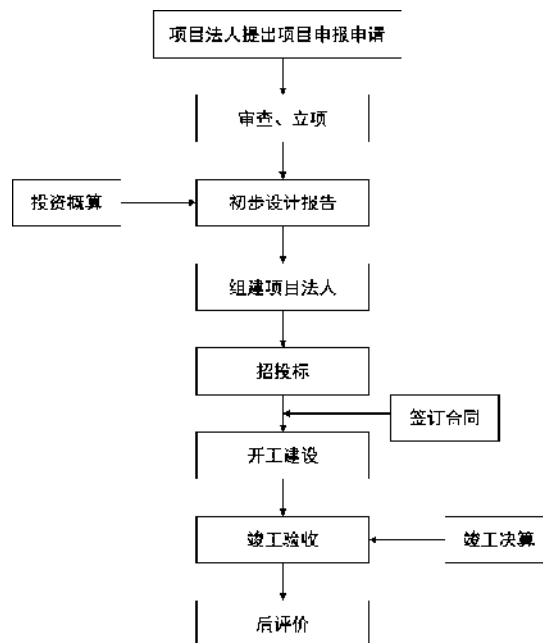 项目法人提出项目申报申请
审查、立项
投资概算
初步设计报告
组建项目法人
招投标
签订合同
开工建设
竣工验收
竣工决算
后评价